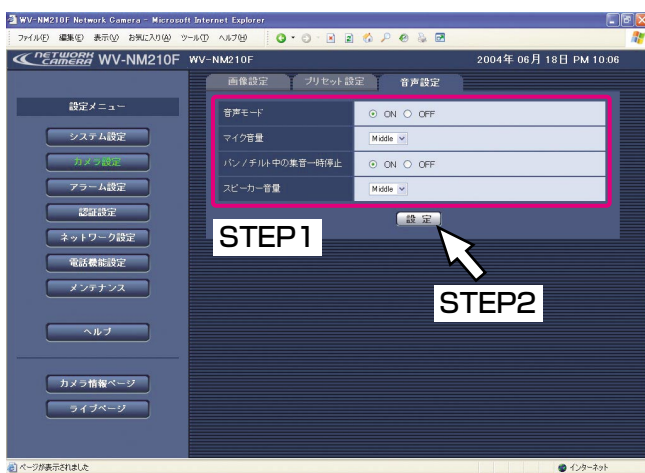 WV-NM210F Network Camera - Microsoft Internet Explorer
ファイル(F) 編集(E) 表示(V) お気に入り(A) ツール(T) ヘルプ(H)
NETWORK CAMERA WV-NM210F WV-NM210F 2004年 06月 18日 PM 10:06
画像設定 プリセット設定 音声設定
設定メニュー
システム設定
カメラ設定
アラーム設定
認証設定
ネットワーク設定
電話機能設定
メンテナンス
ヘルプ
カメラ情報ページ
ライブページ
音声モード ON OFF
マイク音量 Middle
パン/チルト中の集音一時停止 ON OFF
スピーカー音量 Middle
設 定
STEP1
STEP2
ページが表示されました インターネット